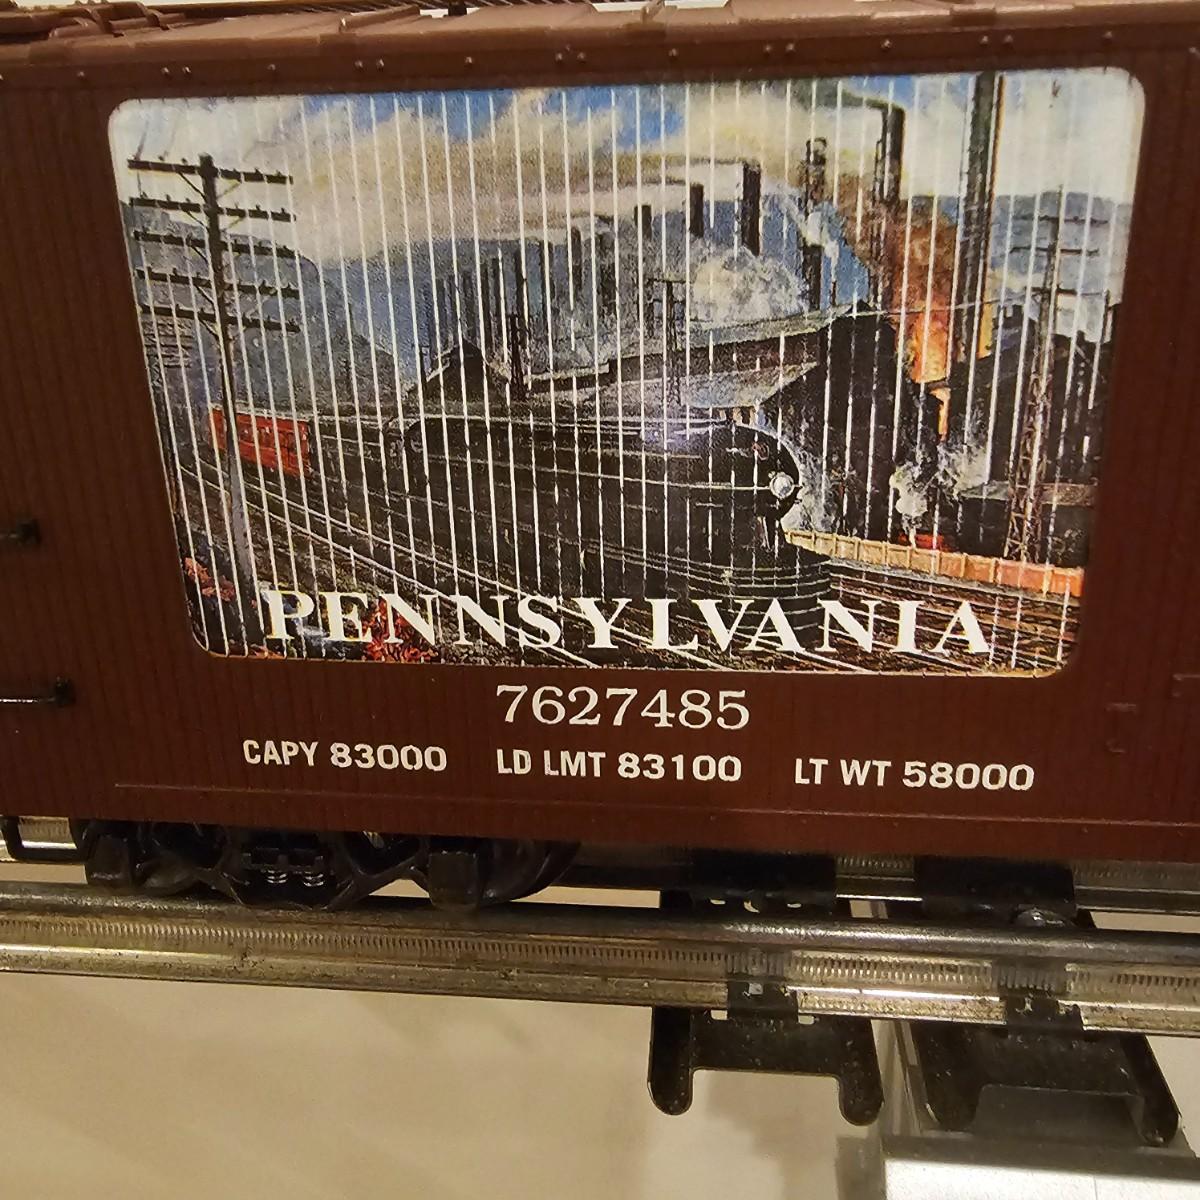 PENNSYLVANIA
7627485
CAPY 83000 LD LMT 83100 LT WT 58000